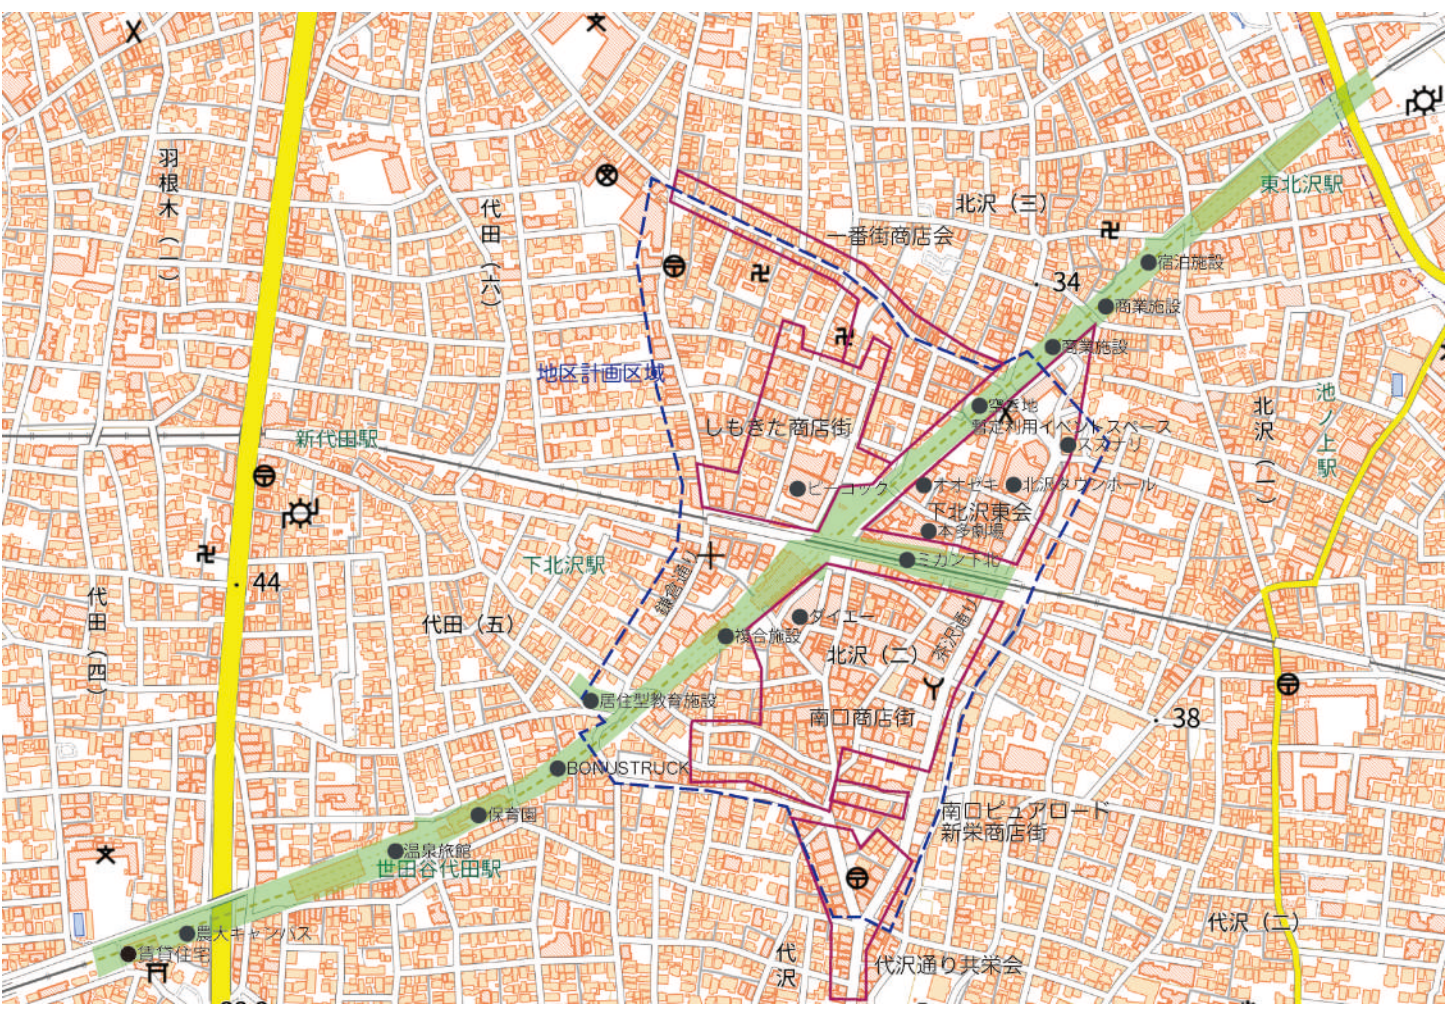 羽根木（一）
代田（六）
北沢（三）
東北沢駅
一番街商店会
宿泊施設
34
商業施設
商業施設
地区計画区域
空き地
暫定利用イベントスペース
スズナリ
しもきた商店街
新代田駅
北沢（一）
池ノ上駅
ピーコック
オオゼキ
北沢タウンホール
下北沢東会
本多劇場
ミカン下北
下北沢駅
鎌倉通り
44
代田（四）
代田（五）
ダイエー
複合施設
北沢（二）
茶沢通り
居住型教育施設
南口商店街
38
BONUSTRUCK
保育園
南口ピュアロード
新栄商店街
温泉旅館
世田谷代田駅
農大キャンパス
賃貸住宅
代沢
代沢通り共栄会
代沢（二）